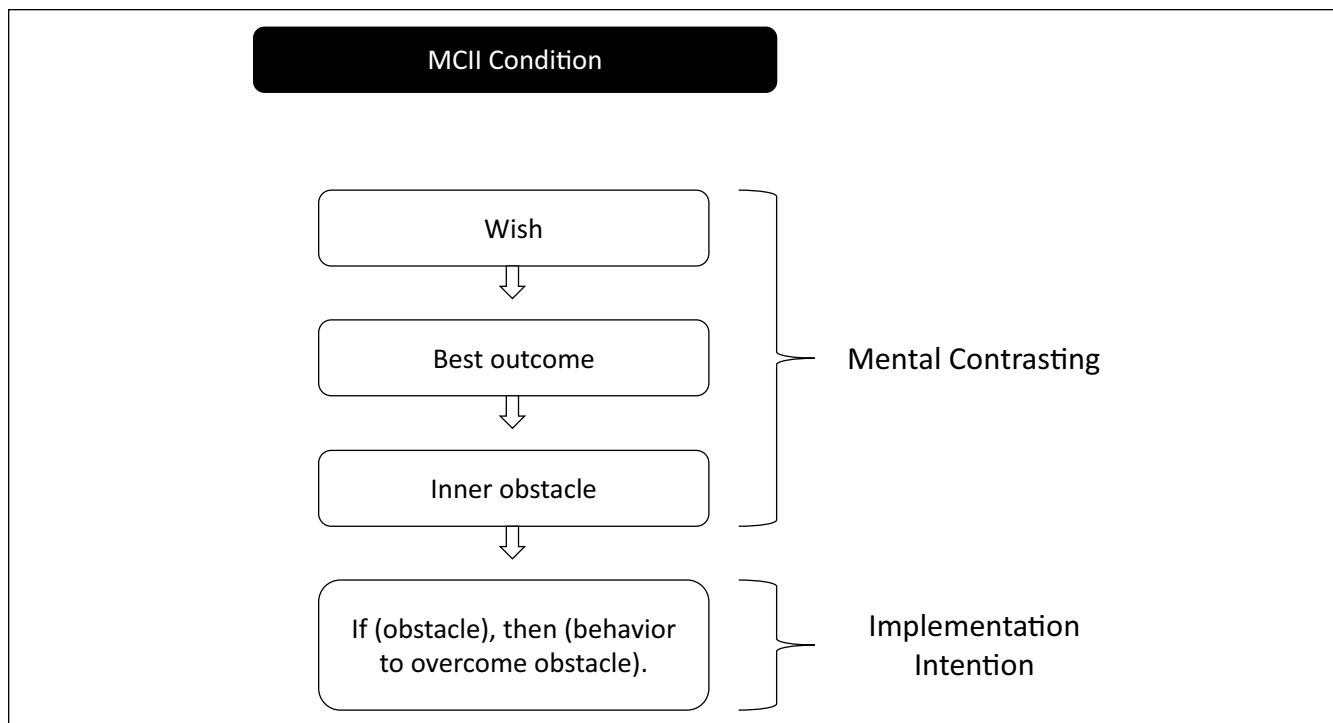 MCII Condition
Wish
Best outcome
Mental Contrasting
Inner obstacle
If (obstacle), then (behavior
to overcome obstacle).
Implementation
Intention